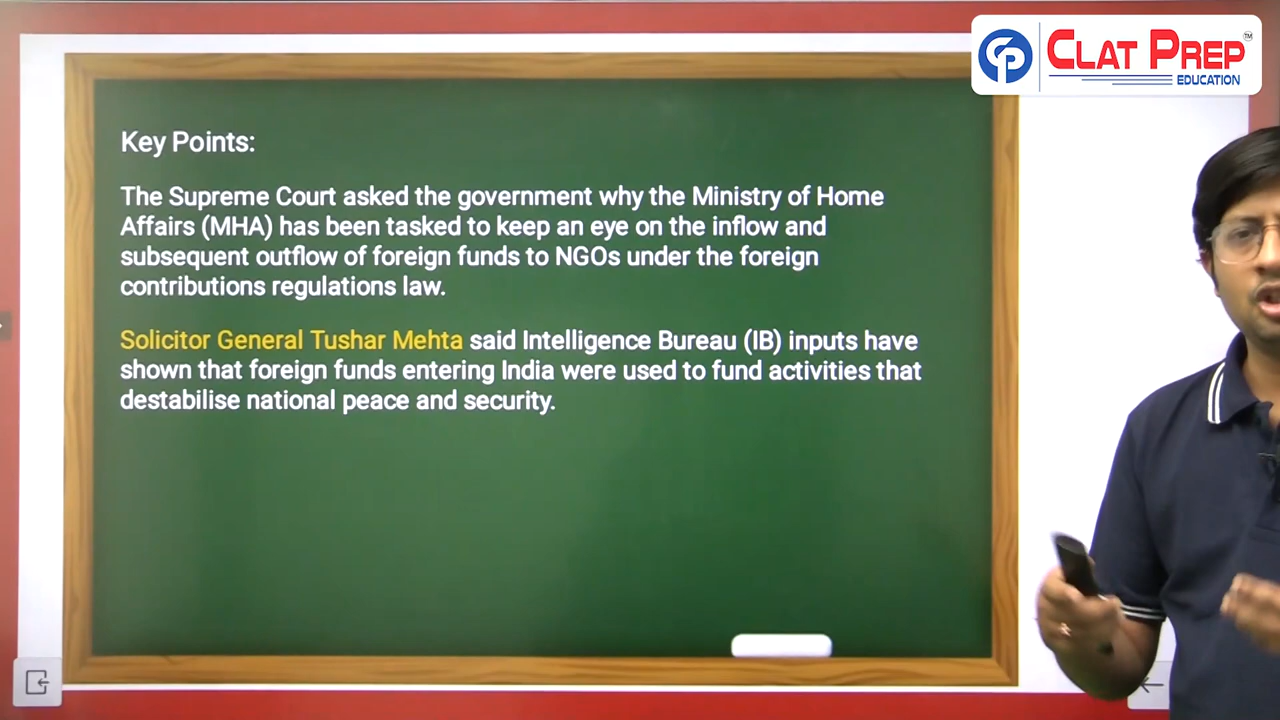 CLAT PREP
TM
EDUCATION
Key Points:
The Supreme Court asked the government why the Ministry of Home
Affairs (MHA) has been tasked to keep an eye on the inflow and
subsequent outflow of foreign funds to NGOs under the foreign
contributions regulations law.
Solicitor General Tushar Mehta said Intelligence Bureau (IB) inputs have
shown that foreign funds entering India were used to fund activities that
destabilise national peace and security.